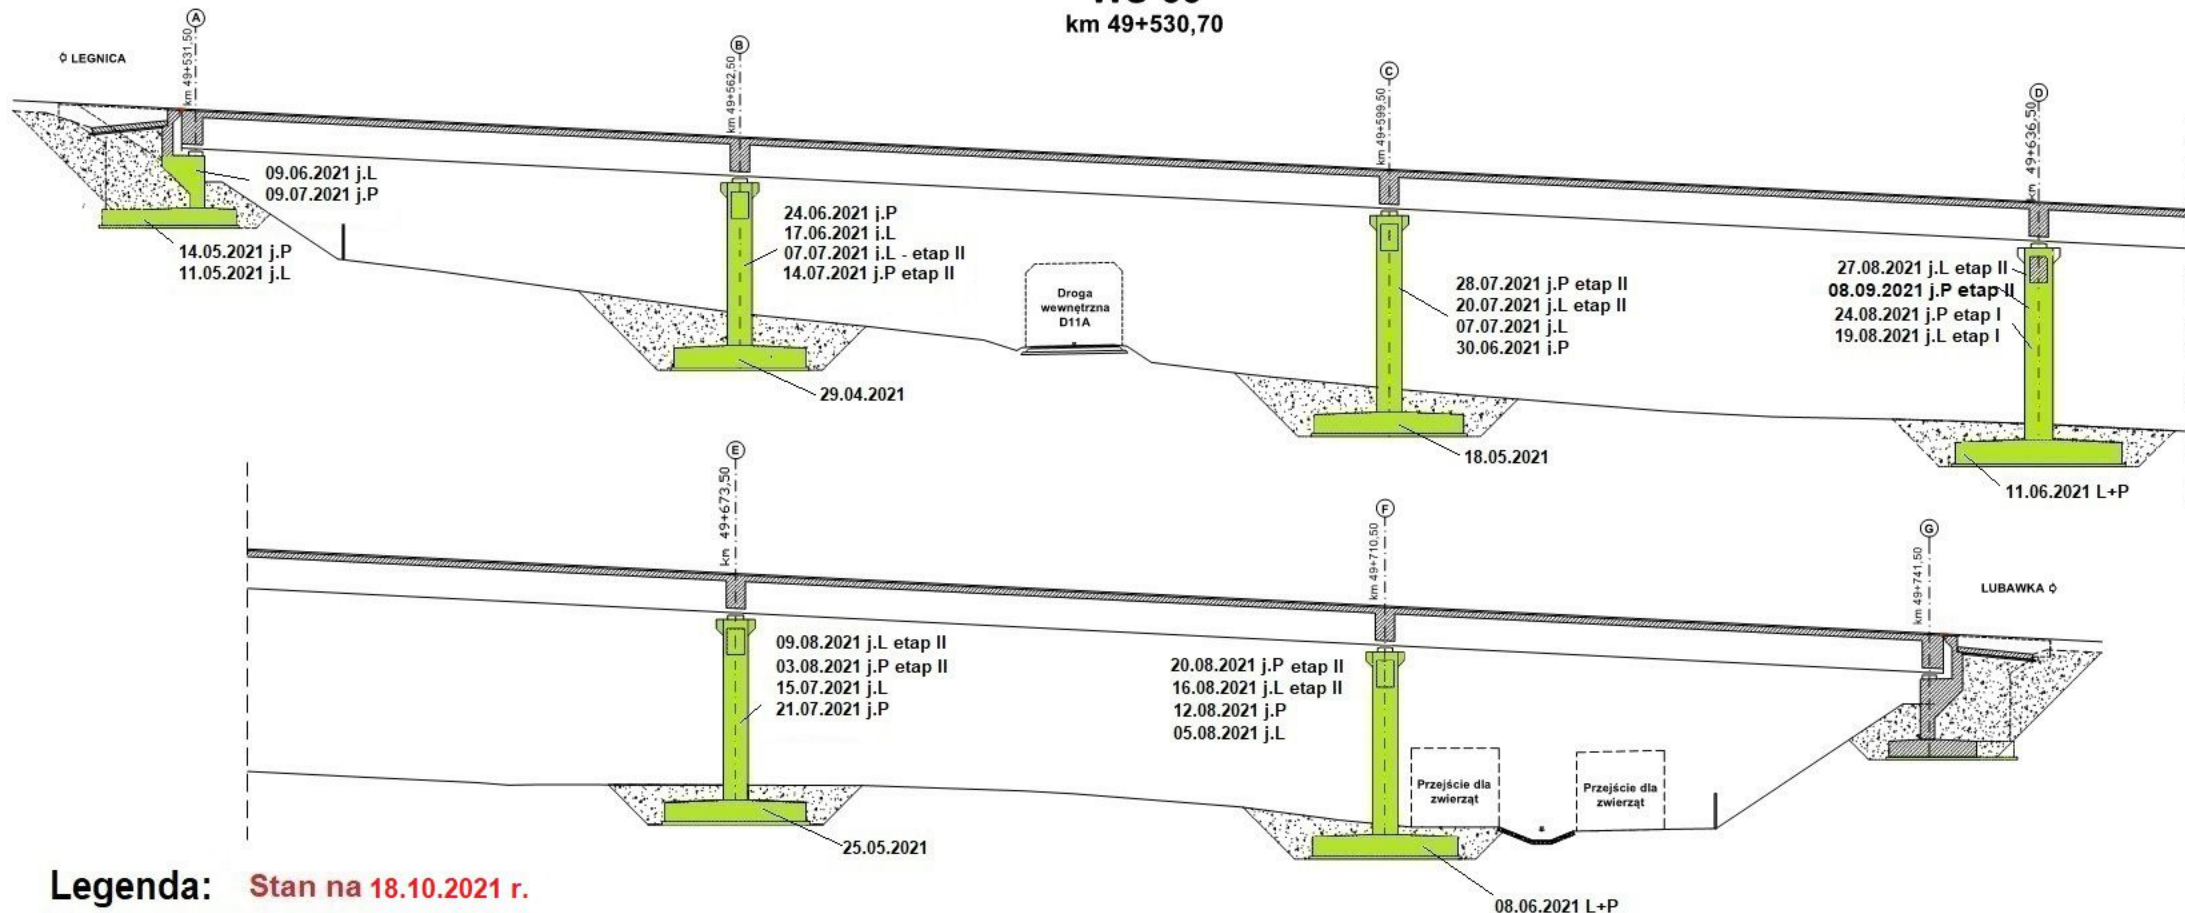 km 49+530,70
LEGNICA
A
km 49+531,50
B
km 49+562,50
C
km 49+599,50
D
km 49+636,50
09.06.2021 j.L
09.07.2021 j.P
14.05.2021 j.P
11.05.2021 j.L
24.06.2021 j.P
17.06.2021 j.L
07.07.2021 j.L - etap II
14.07.2021 j.P etap II
29.04.2021
Droga
wewnętrzna
D11A
28.07.2021 j.P etap II
20.07.2021 j.L etap II
07.07.2021 j.L
30.06.2021 j.P
18.05.2021
27.08.2021 j.L etap II
08.09.2021 j.P etap II
24.08.2021 j.P etap I
19.08.2021 j.L etap I
11.06.2021 L+P
E
km 49+673,50
F
km 49+710,50
G
km 49+741,50
LUBAWKA
09.08.2021 j.L etap II
03.08.2021 j.P etap II
15.07.2021 j.L
21.07.2021 j.P
25.05.2021
20.08.2021 j.P etap II
16.08.2021 j.L etap II
12.08.2021 j.P
05.08.2021 j.L
Przejście dla
zwierząt
Przejście dla
zwierząt
08.06.2021 L+P
Legenda: Stan na 18.10.2021 r.